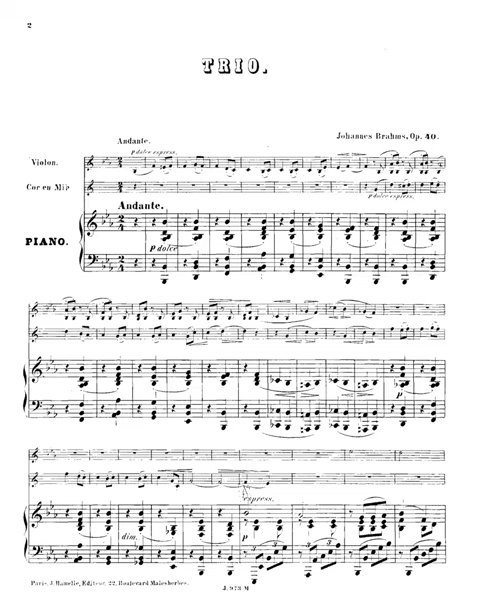 2
TRIO.
Johannes Brahms, Op. 40.
Andante.
p dolce espress.
Violon.
Cor en Mi♭
p dolce espress.
Andante.
PIANO.
p dolce
espress.
dim.
p
Paris. J. Hamelle, Editeur. 22. Boulevard Malesherbes.
J. 973 M